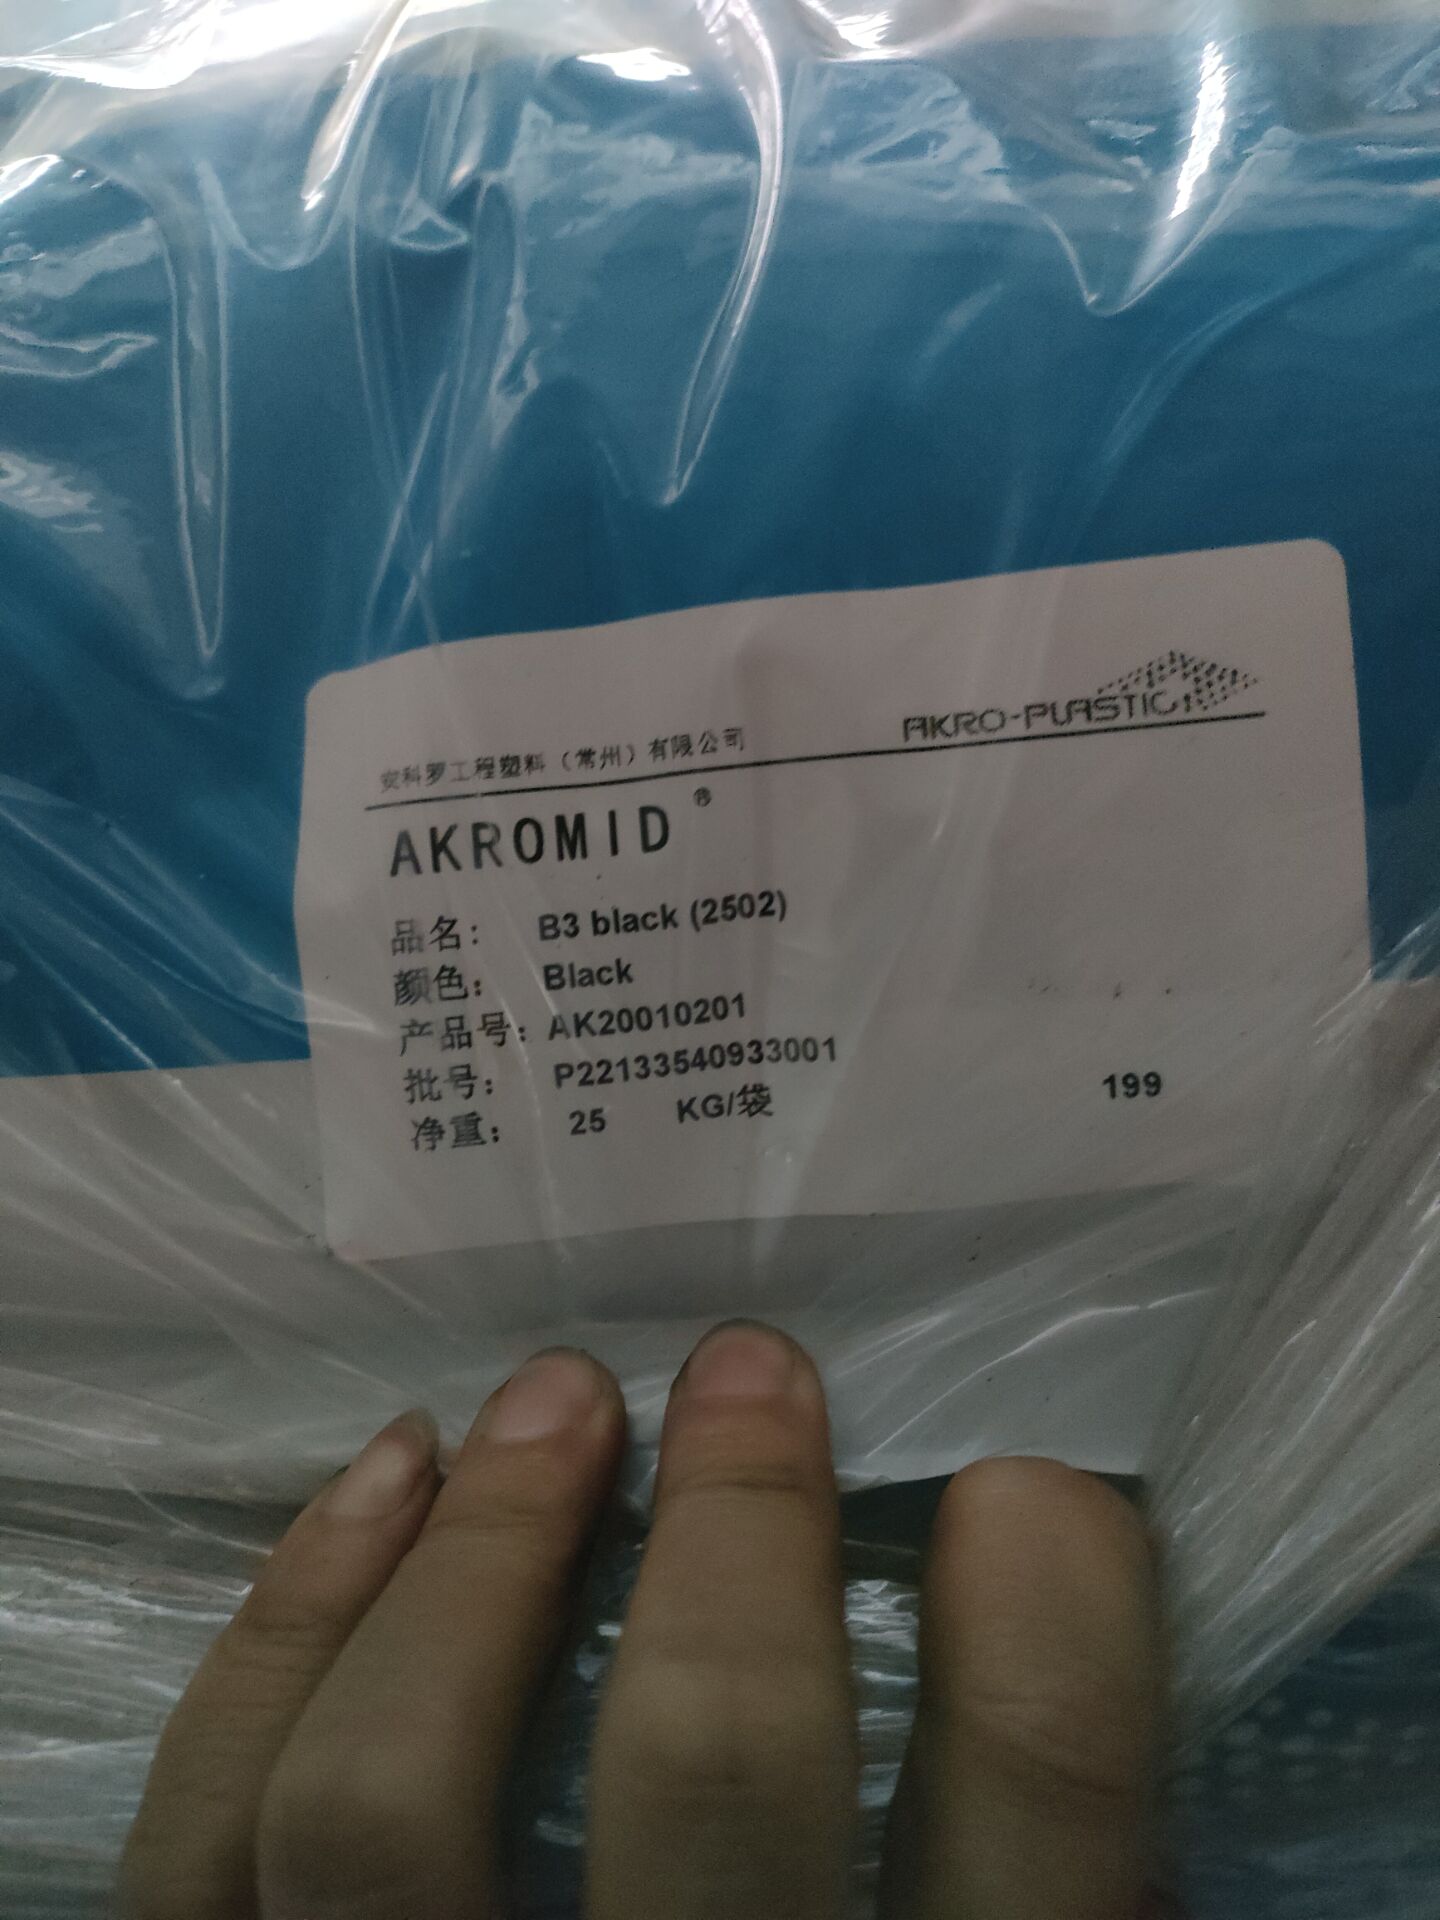 安科罗工程塑料（常州）有限公司 AKRO-PLASTIC
AKROMID®
品名： B3 black (2502)
颜色： Black
产品号：AK20010201
批号： P22133540933001
净重： 25 KG/袋 199